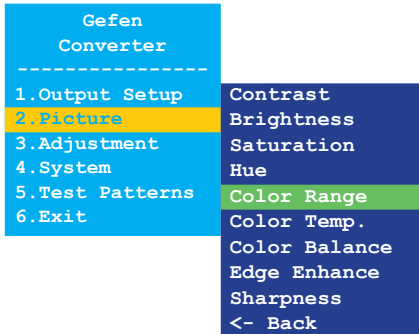 Gefen
Converter
----------------
1.Output Setup
2.Picture
3.Adjustment
4.System
5.Test Patterns
6.Exit
Contrast
Brightness
Saturation
Hue
Color Range
Color Temp.
Color Balance
Edge Enhance
Sharpness
<- Back